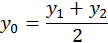 y₀ = (y₁ + y₂) / 2